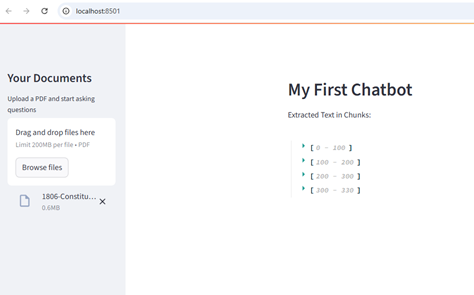 localhost:8501
Your Documents
Upload a PDF and start asking
questions
Drag and drop files here
Limit 200MB per file • PDF
Browse files
1806-Constitu...
0.6MB
My First Chatbot
Extracted Text in Chunks:
[ 0 - 100 ]
[ 100 - 200 ]
[ 200 - 300 ]
[ 300 - 330 ]